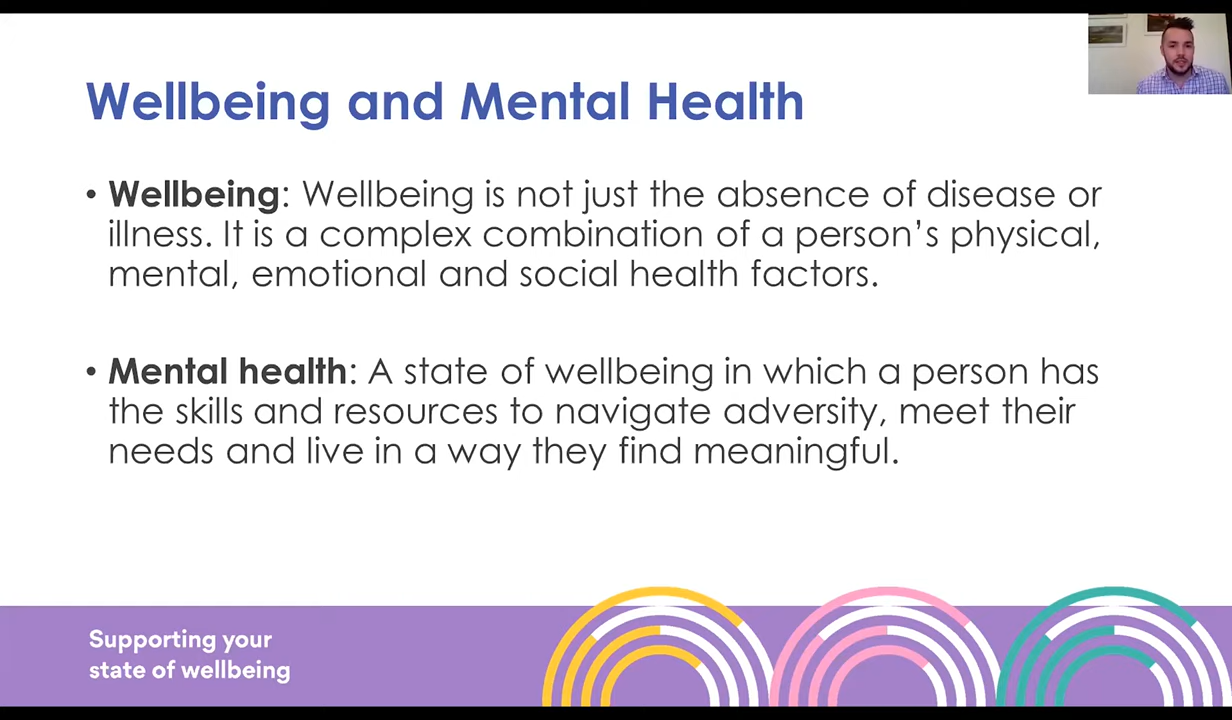 Wellbeing and Mental Health
• Wellbeing: Wellbeing is not just the absence of disease or
illness. It is a complex combination of a person’s physical,
mental, emotional and social health factors.
• Mental health: A state of wellbeing in which a person has
the skills and resources to navigate adversity, meet their
needs and live in a way they find meaningful.
Supporting your
state of wellbeing